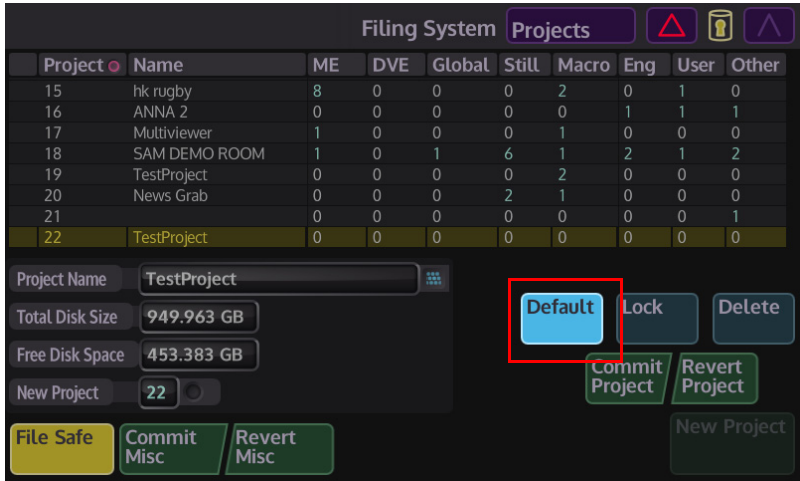 Filing System Projects
Project Name ME DVE Global Still Macro Eng User Other
15 hk rugby 8 0 0 0 2 0 1 0
16 ANNA 2 0 0 0 0 0 1 1 1
17 Multiviewer 1 0 0 0 1 0 0 0
18 SAM DEMO ROOM 1 0 1 6 1 2 1 2
19 TestProject 0 0 0 0 2 0 0 0
20 News Grab 0 0 0 2 1 0 0 0
21 0 0 0 0 0 0 0 1
22 TestProject 0 0 0 0 0 0 0 0
Project Name TestProject
Total Disk Size 949.963 GB
Free Disk Space 453.383 GB
New Project 22
Default Lock Delete
Commit Project
Revert Project
File Safe
Commit Misc
Revert Misc
New Project